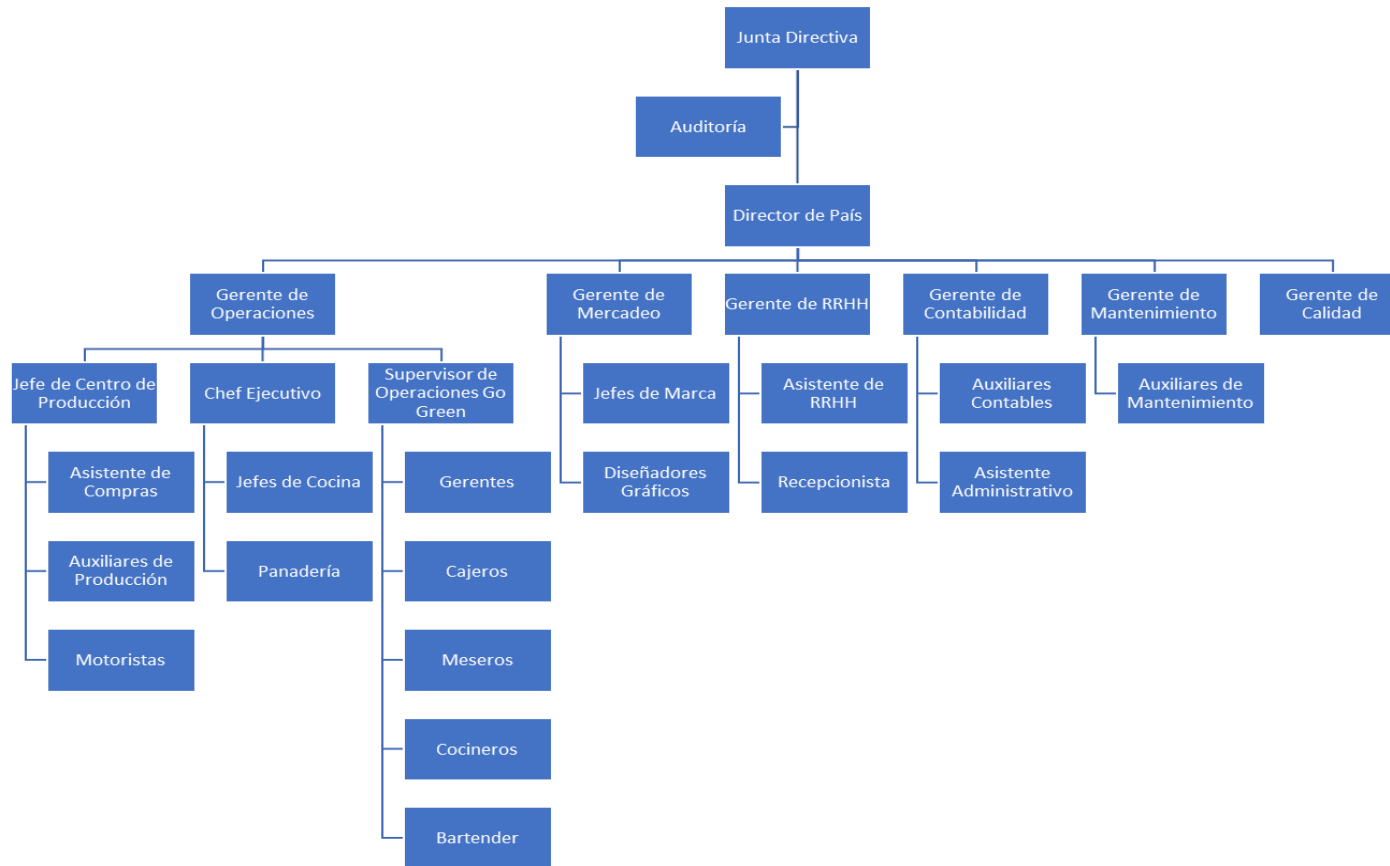 Junta Directiva
Auditoría
Director de País
Gerente de
Operaciones
Gerente de
Mercadeo
Gerente de RRHH
Gerente de
Contabilidad
Gerente de
Mantenimiento
Gerente de
Calidad
Jefe de Centro de
Producción
Chef Ejecutivo
Supervisor de
Operaciones Go
Green
Jefes de Marca
Asistente de
RRHH
Auxiliares
Contables
Auxiliares de
Mantenimiento
Asistente de
Compras
Jefes de Cocina
Gerentes
Diseñadores
Gráficos
Recepcionista
Asistente
Administrativo
Auxiliares de
Producción
Panadería
Cajeros
Motoristas
Meseros
Cocineros
Bartender